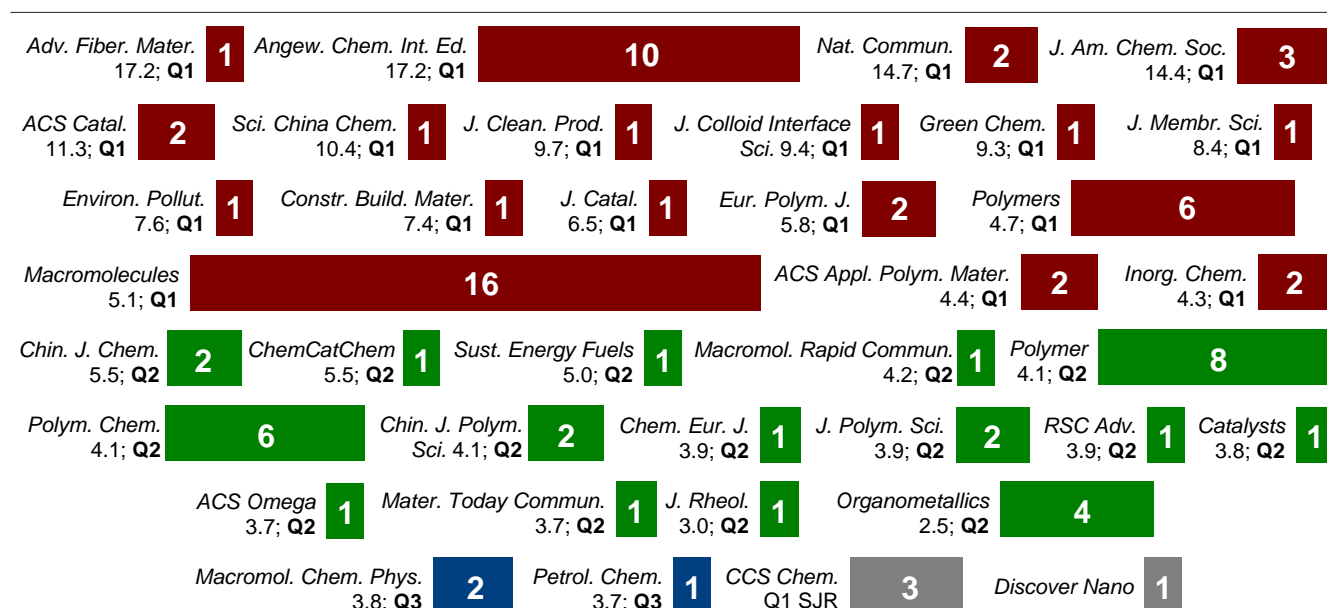 Adv. Fiber. Mater.
17.2; Q1
1
Angew. Chem. Int. Ed.
17.2; Q1
10
Nat. Commun.
14.7; Q1
2
J. Am. Chem. Soc.
14.4; Q1
3
ACS Catal.
11.3; Q1
2
Sci. China Chem.
10.4; Q1
1
J. Clean. Prod.
9.7; Q1
1
J. Colloid Interface
Sci. 9.4; Q1
1
Green Chem.
9.3; Q1
1
J. Membr. Sci.
8.4; Q1
1
Environ. Pollut.
7.6; Q1
1
Constr. Build. Mater.
7.4; Q1
1
J. Catal.
6.5; Q1
1
Eur. Polym. J.
5.8; Q1
2
Polymers
4.7; Q1
6
Macromolecules
5.1; Q1
16
ACS Appl. Polym. Mater.
4.4; Q1
2
Inorg. Chem.
4.3; Q1
2
Chin. J. Chem.
5.5; Q2
2
ChemCatChem
5.5; Q2
1
Sust. Energy Fuels
5.0; Q2
1
Macromol. Rapid Commun.
4.2; Q2
1
Polymer
4.1; Q2
8
Polym. Chem.
4.1; Q2
6
Chin. J. Polym.
Sci. 4.1; Q2
2
Chem. Eur. J.
3.9; Q2
1
J. Polym. Sci.
3.9; Q2
2
RSC Adv.
3.9; Q2
1
Catalysts
3.8; Q2
1
ACS Omega
3.7; Q2
1
Mater. Today Commun.
3.7; Q2
1
J. Rheol.
3.0; Q2
1
Organometallics
2.5; Q2
4
Macromol. Chem. Phys.
3.8; Q3
2
Petrol. Chem.
3.7; Q3
1
CCS Chem.
Q1 SJR
3
Discover Nano
1